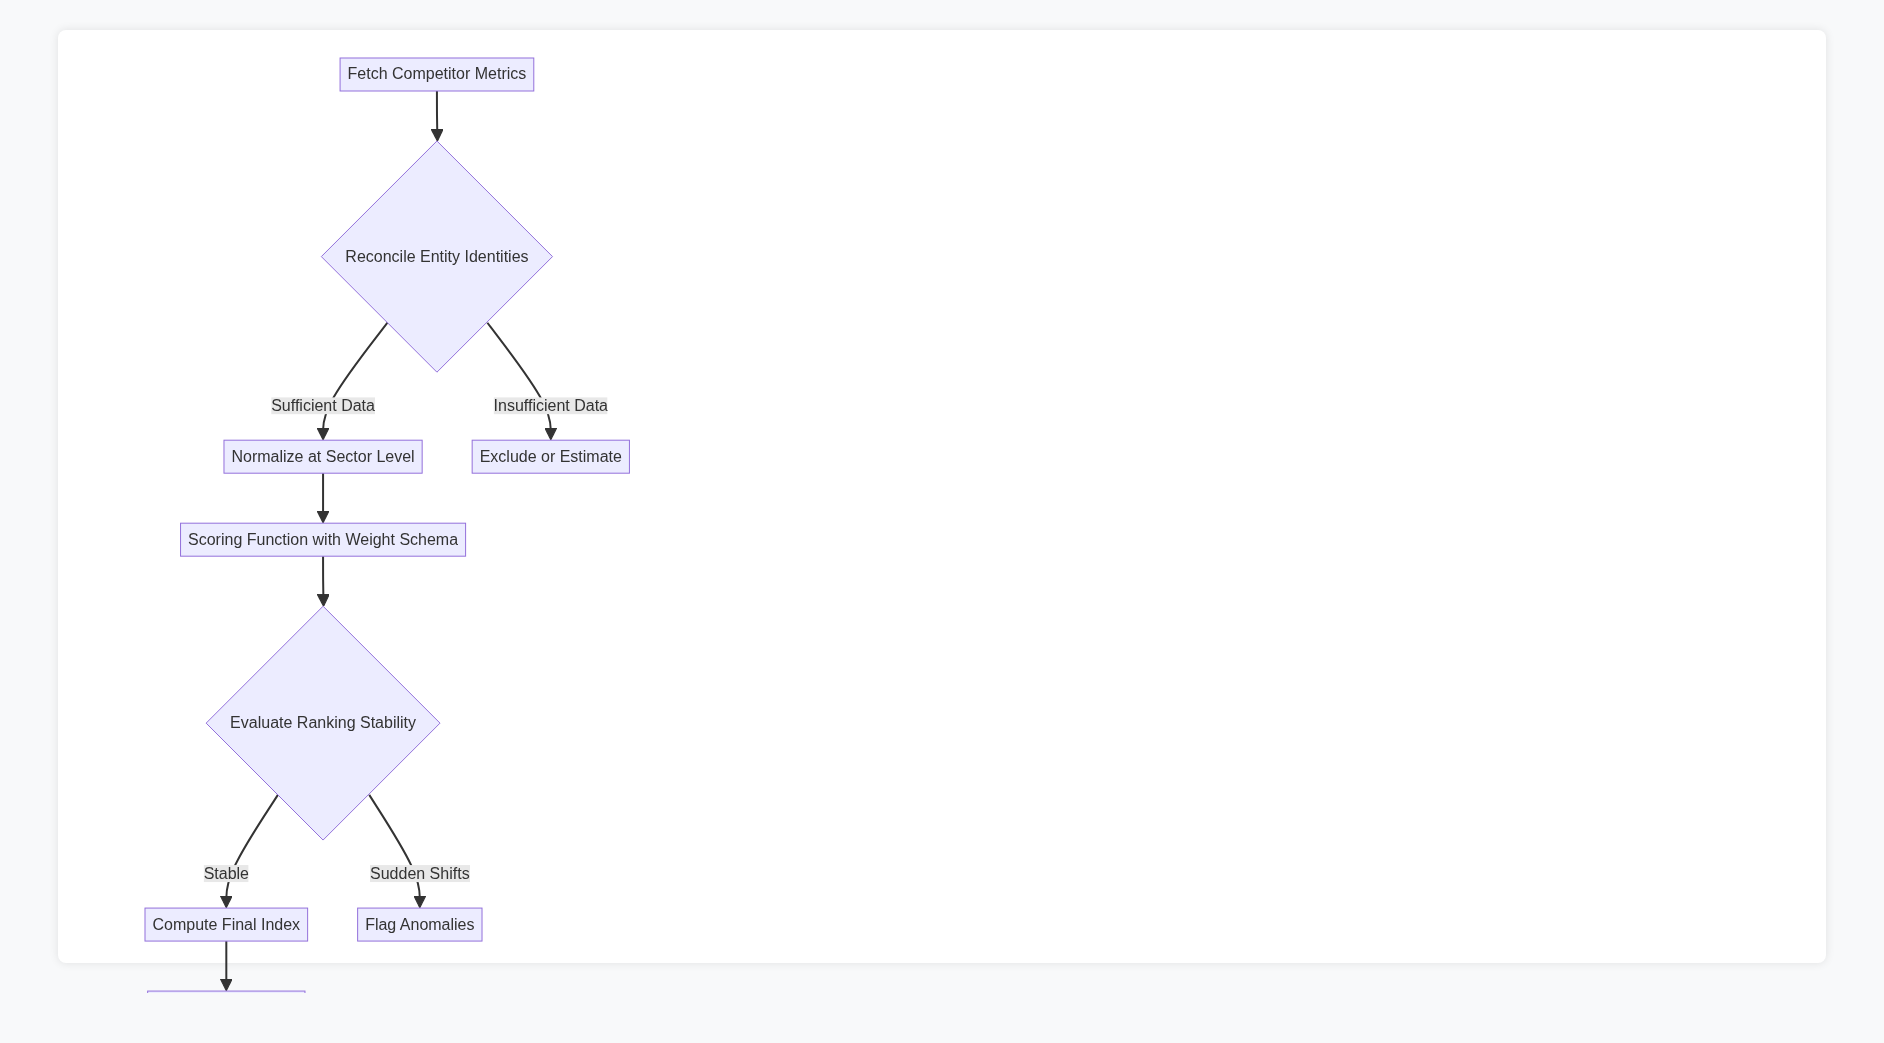 Fetch Competitor Metrics
Reconcile Entity Identities
Sufficient Data
Insufficient Data
Normalize at Sector Level
Exclude or Estimate
Scoring Function with Weight Schema
Evaluate Ranking Stability
Stable
Sudden Shifts
Compute Final Index
Flag Anomalies